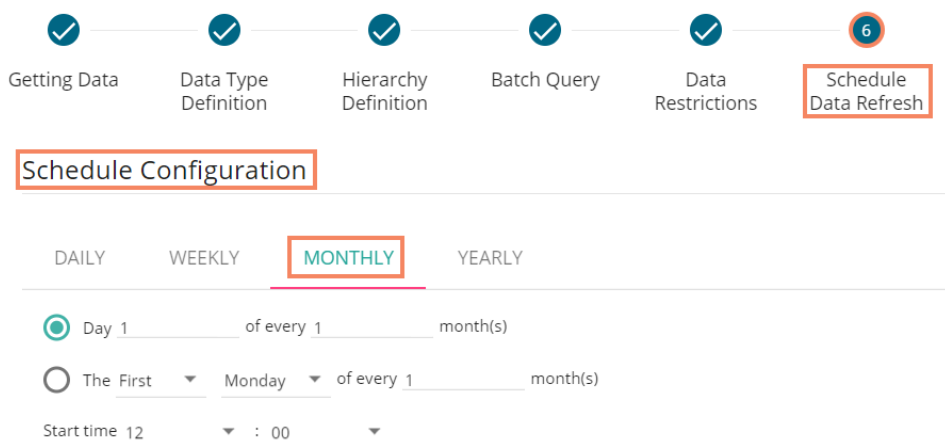 6
Getting Data
Data Type
Definition
Hierarchy
Definition
Batch Query
Data
Restrictions
Schedule
Data Refresh
Schedule Configuration
DAILY WEEKLY MONTHLY YEARLY
Day 1 of every 1 month(s)
The First Monday of every 1 month(s)
Start time 12 : 00